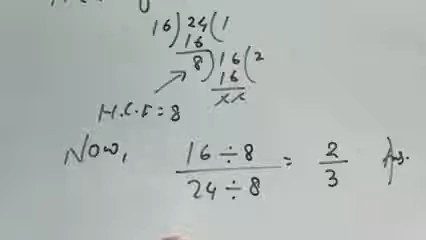 16) 24 (1
16
8) 16 (2
16
xx
H.C.F = 8
Now, 16 ÷ 8 / 24 ÷ 8 = 2 / 3 Ans.